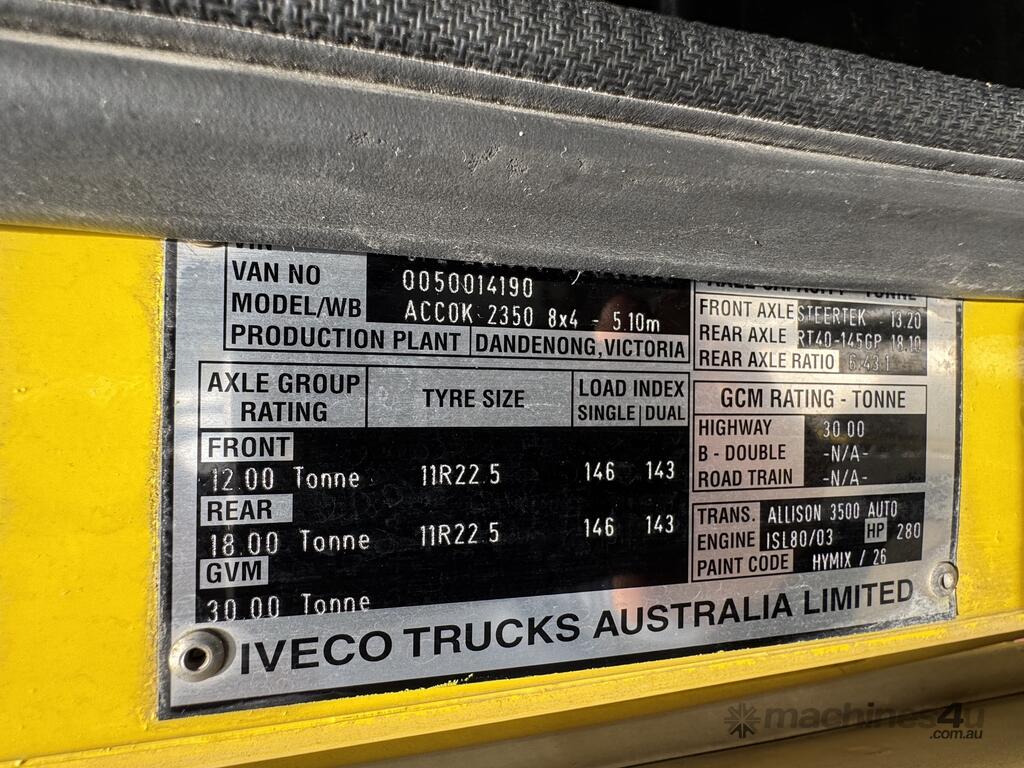 VIN
VAN NO 0050014190
MODEL/WB ACCOK 2350 8x4 - 5.10m
PRODUCTION PLANT DANDENONG, VICTORIA
AXLE GROUP RATING TYRE SIZE LOAD INDEX
SINGLE DUAL
FRONT
12.00 Tonne 11R22.5 146 143
REAR
18.00 Tonne 11R22.5 146 143
GVM
30.00 Tonne
AXLE CAPACITY - TONNE
FRONT AXLE STEERTEK 13.20
REAR AXLE RT40-145GP 18.10
REAR AXLE RATIO 6.43:1
GCM RATING - TONNE
HIGHWAY 30.00
B - DOUBLE -N/A-
ROAD TRAIN -N/A-
TRANS. ALLISON 3500 AUTO
ENGINE ISL80/03 HP 280
PAINT CODE HYMIX / 26
IVECO TRUCKS AUSTRALIA LIMITED
machines4u
.com.au